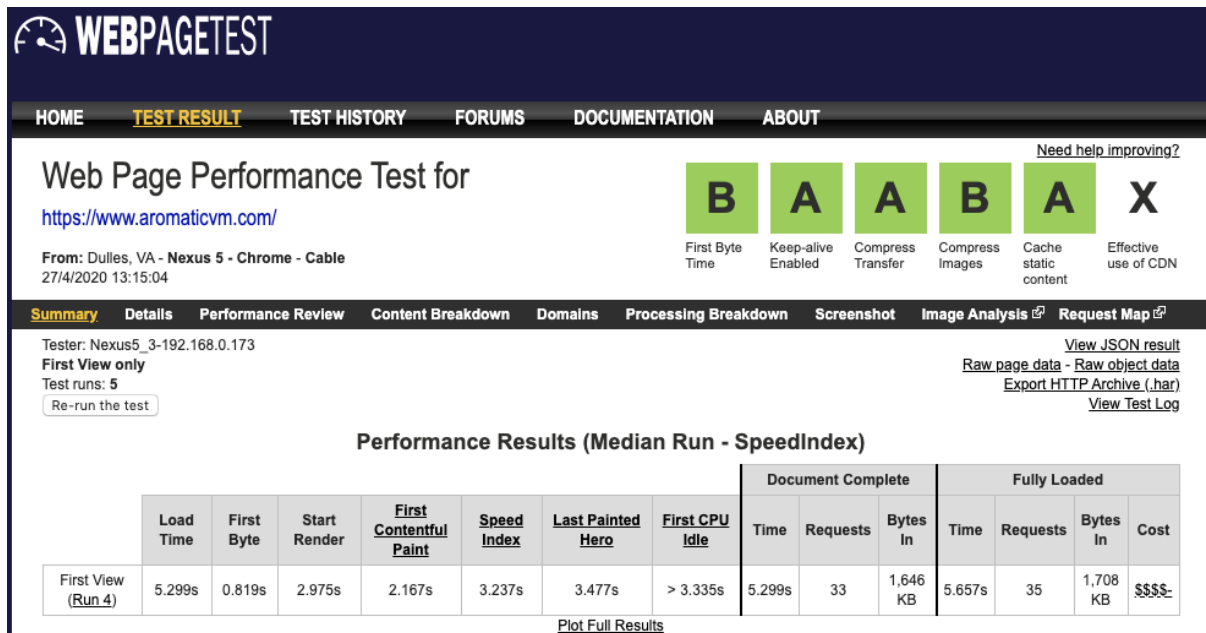 WEBPAGETEST
HOME TEST RESULT TEST HISTORY FORUMS DOCUMENTATION ABOUT
Need help improving?
Web Page Performance Test for
https://www.aromaticvm.com/
From: Dulles, VA - Nexus 5 - Chrome - Cable
27/4/2020 13:15:04
B A A B A X
First Byte Time
Keep-alive Enabled
Compress Transfer
Compress Images
Cache static content
Effective use of CDN
Summary Details Performance Review Content Breakdown Domains Processing Breakdown Screenshot Image Analysis Request Map
Tester: Nexus5_3-192.168.0.173
First View only
Test runs: 5
Re-run the test
View JSON result
Raw page data - Raw object data
Export HTTP Archive (.har)
View Test Log
Performance Results (Median Run - SpeedIndex)
Document Complete Fully Loaded
Load Time First Byte Start Render First Contentful Paint Speed Index Last Painted Hero First CPU Idle Time Requests Bytes In Time Requests Bytes In Cost
First View (Run 4) 5.299s 0.819s 2.975s 2.167s 3.237s 3.477s > 3.335s 5.299s 33 1,646 KB 5.657s 35 1,708 KB $$$$-
Plot Full Results